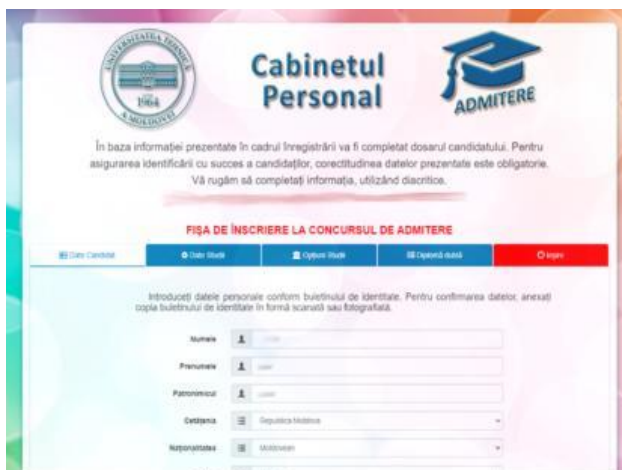 UNIVERSITATEA TEHNICĂ
1964
A MOLDOVEI
Cabinetul
Personal
ADMITERE
În baza informației prezentate în cadrul înregistrării va fi completat dosarul candidatului. Pentru
asigurarea identificării cu succes a candidaților, corectitudinea datelor prezentate este obligatorie.
Vă rugăm să completați informația, utilizând diacritice.
FIȘA DE ÎNSCRIERE LA CONCURSUL DE ADMITERE
Date Candidat Date Studii Opțiuni Studii Diplomă dublă Ieșire
Introduceți datele personale conform buletinului de identitate. Pentru confirmarea datelor, anexați
copia buletinului de identitate în formă scanată sau fotografiată.
Numele
Prenumele
Patronimicul
Cetățenia Republica Moldova
Naționalitatea Moldovean